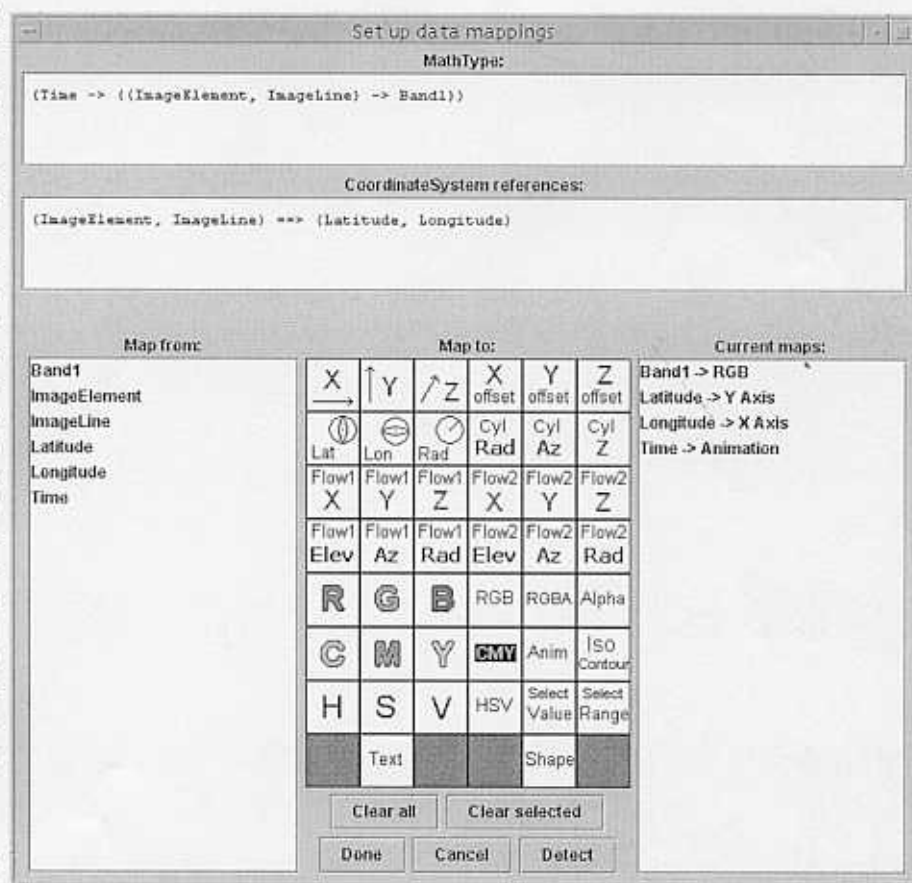 Set up data mappings
MathType:
(Time -> ((ImageElement, ImageLine) -> Band1))
CoordinateSystem references:
(ImageElement, ImageLine) ==> (Latitude, Longitude)
Map from:
Band1
ImageElement
ImageLine
Latitude
Longitude
Time
Map to:
X Y Z X offset Y offset Z offset
Lat Lon Rad Cyl Rad Cyl Az Cyl Z
Flow1 X Flow1 Y Flow1 Z Flow2 X Flow2 Y Flow2 Z
Flow1 Elev Flow1 Az Flow1 Rad Flow2 Elev Flow2 Az Flow2 Rad
R G B RGB RGBA Alpha
C M Y CMY Anim Iso Contour
H S V HSV Select Value Select Range
Text Shape
Clear all Clear selected
Done Cancel Detect
Current maps:
Band1 -> RGB
Latitude -> Y Axis
Longitude -> X Axis
Time -> Animation